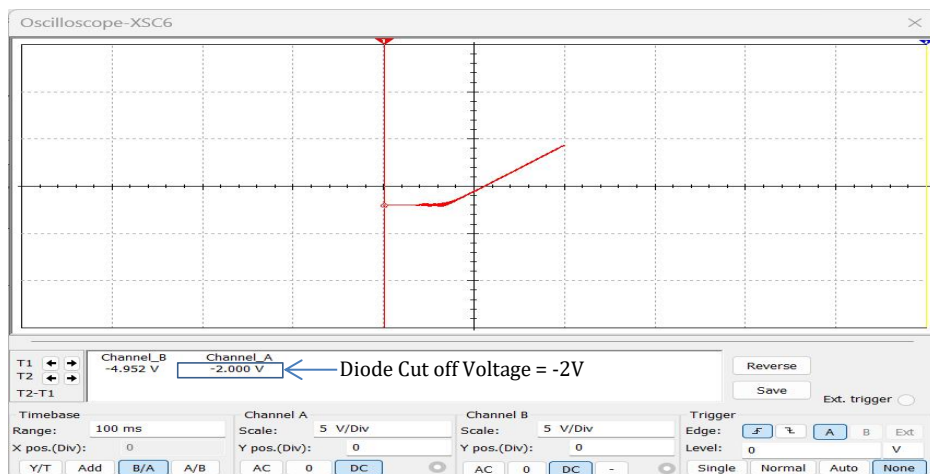 Oscilloscope-XSC6
T1
T2
T2-T1
Channel_B Channel_A
-4.952 V -2.000 V
Diode Cut off Voltage = -2V
Reverse
Save
Ext. trigger
Timebase
Range: 100 ms
X pos.(Div): 0
Y/T Add B/A A/B
Channel A
Scale: 5 V/Div
Y pos.(Div): 0
AC 0 DC
Channel B
Scale: 5 V/Div
Y pos.(Div): 0
AC 0 DC -
Trigger
Edge: A B Ext
Level: 0 V
Single Normal Auto None